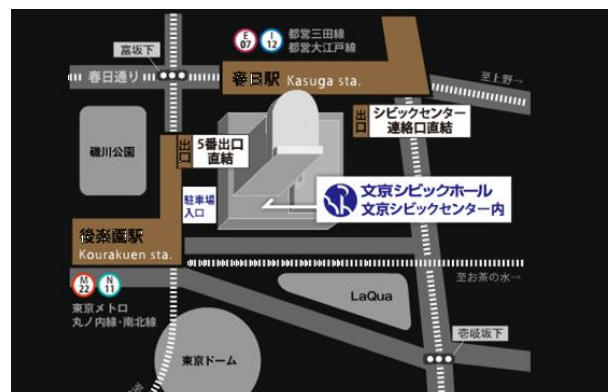 富坂下
E 07
I 12
都営三田線
都営大江戸線
春日通り
春日駅 Kasuga sta.
至上野→
出口
シビックセンター
連絡口直結
磯川公園
出口
5番出口
直結
駐車場
入口
文京シビックホール
文京シビックセンター内
後楽園駅
Kourakuen sta.
M 22
N 11
東京メトロ
丸ノ内線・南北線
至お茶の水→
LaQua
壱岐坂下
東京ドーム